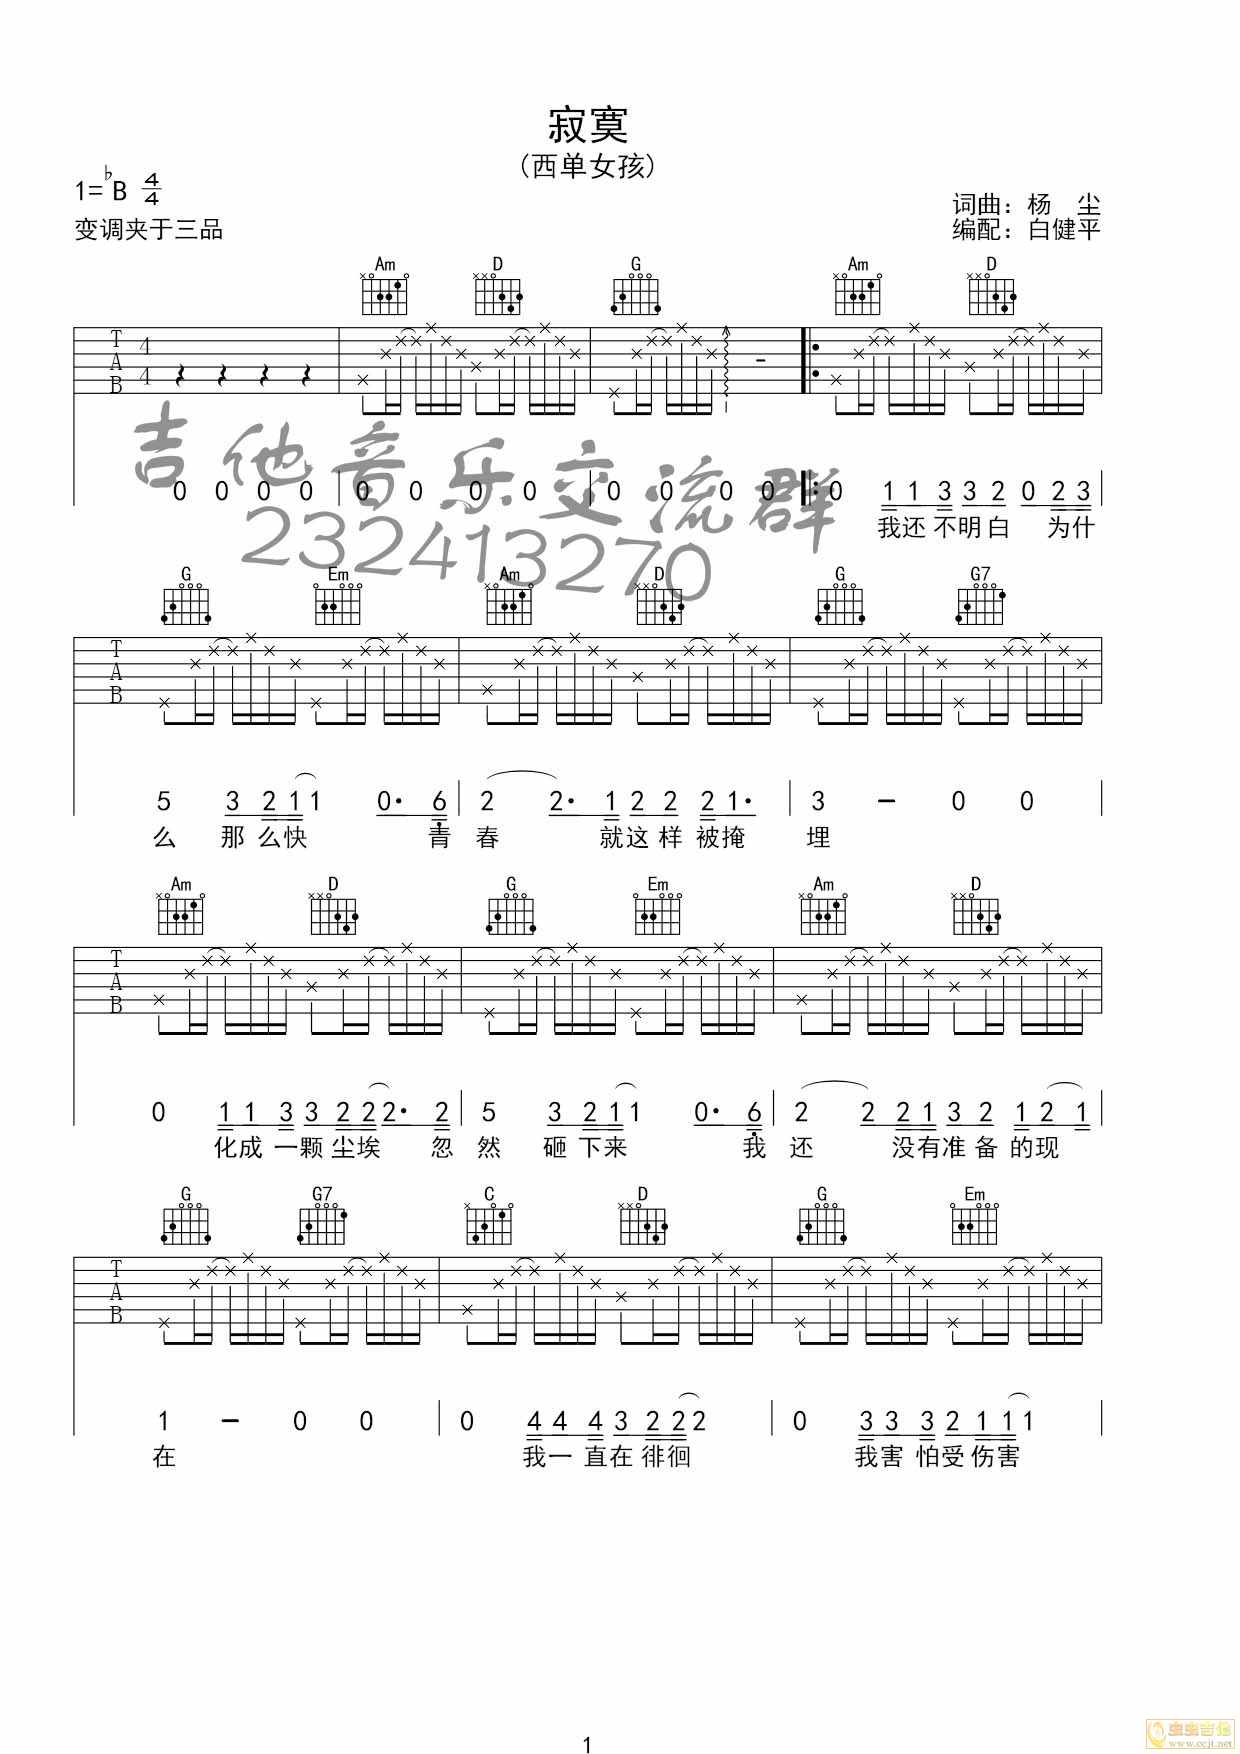 寂寞
(西单女孩)
1=♭B 4/4
变调夹于三品
词曲：杨 尘
编配：白健平
Am D G Am D
T A B 4 4
吉他音乐交流群
232413270
0 0 0 0 | 0 0 0 0 | 0 0 0 0 |: 0 1 1 3 3 2 0 2 3 |
我还不明白 为什
G Em Am D G G7
T A B
5 3 2 1 1 0· 6 | 2 2· 1 2 2 2 1· | 3 — 0 0 |
么 那么快 青 春 就这样被掩 埋
Am D G Em Am D
T A B
0 1 1 3 3 2 2 2· 2 | 5 3 2 1 1 0· 6 | 2 2 2 1 3 2 1 2 1 |
化成一颗尘埃 忽 然 砸下来 我 还 没有准备的现
G G7 C D G Em
T A B
1 — 0 0 | 0 4 4 4 3 2 2 2 | 0 3 3 3 2 1 1 1 |
在 我一直在徘徊 我害怕受伤害
1
虫虫吉他
www.ccjt.net